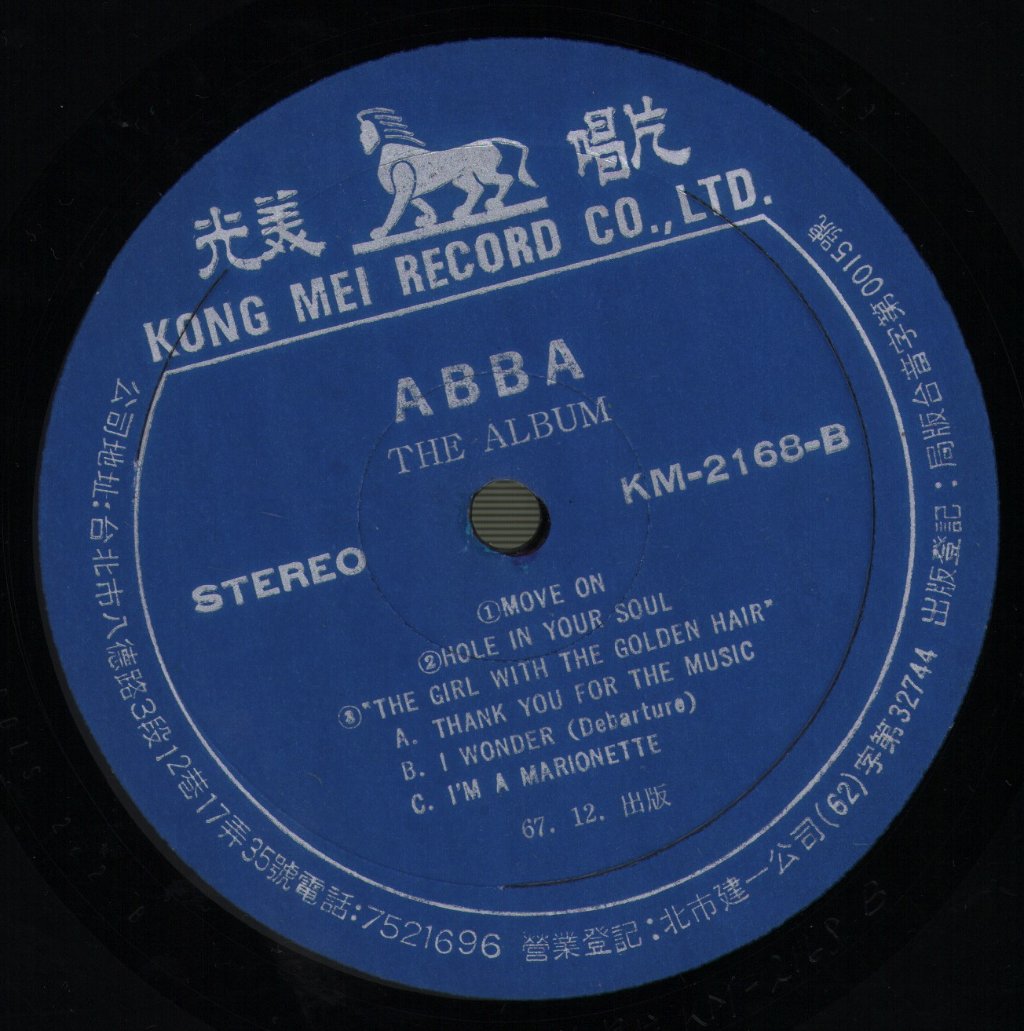 光美 唱片
KONG MEI RECORD CO., LTD.
ABBA
THE ALBUM
KM-2168-B
STEREO
①MOVE ON
②HOLE IN YOUR SOUL
③"THE GIRL WITH THE GOLDEN HAIR"
A. THANK YOU FOR THE MUSIC
B. I WONDER (Debarture)
C. I'M A MARIONETTE
67. 12. 出版
公司地址:台北市八德路3段12巷17弄35號電話:7521696
營業登記:北市建一公司(62)字第32744
出版登記:局版台音字第0015號